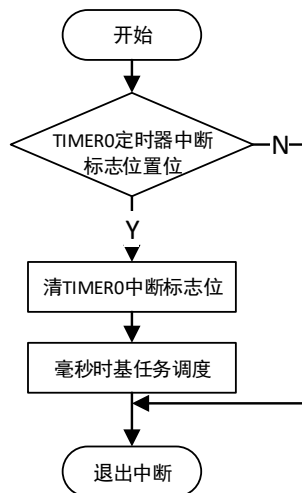 开始
TIMER0定时器中断
标志位置位
N
Y
清TIMER0中断标志位
毫秒时基任务调度
退出中断